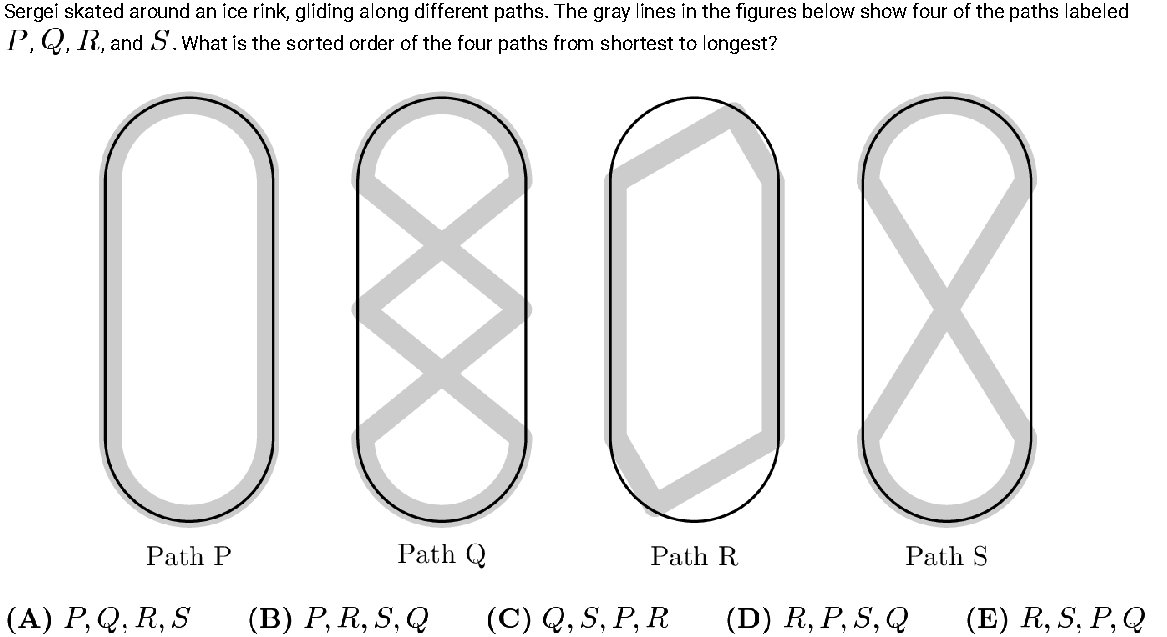 Sergei skated around an ice rink, gliding along different paths. The gray lines in the figures below show four of the paths labeled
P, Q, R, and S. What is the sorted order of the four paths from shortest to longest?
Path P Path Q Path R Path S
(A) P, Q, R, S (B) P, R, S, Q (C) Q, S, P, R (D) R, P, S, Q (E) R, S, P, Q